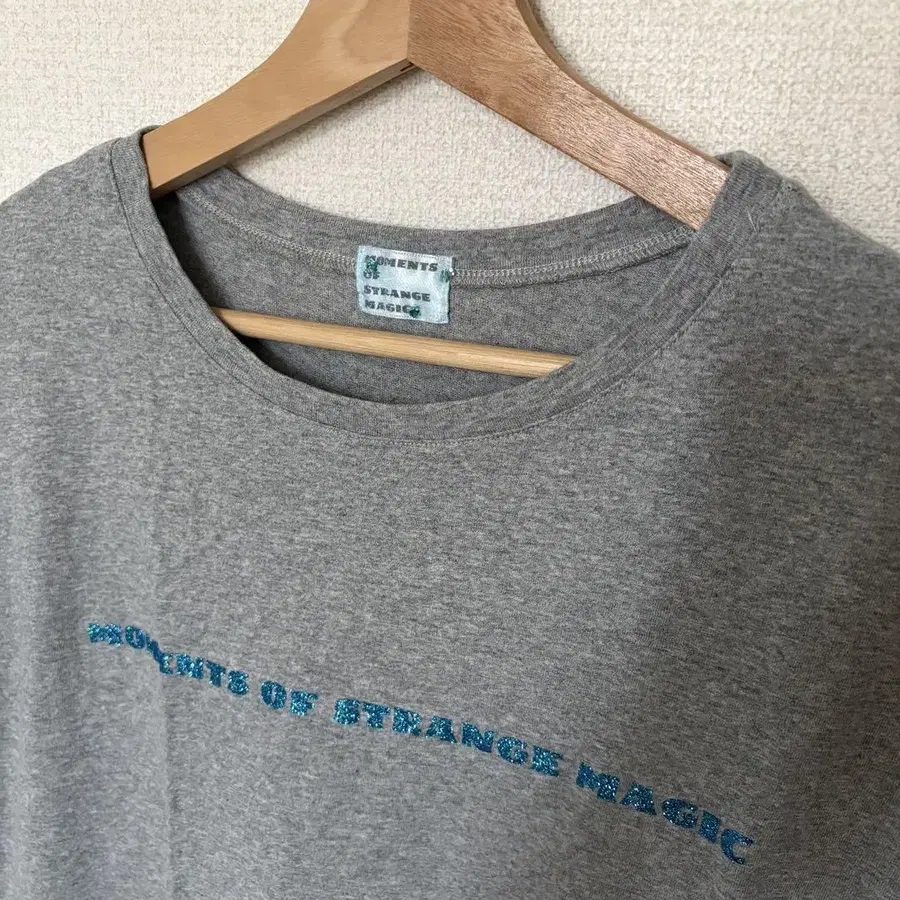 MOMENTS
OF
STRANGE
MAGIC
MOMENTS OF STRANGE MAGIC